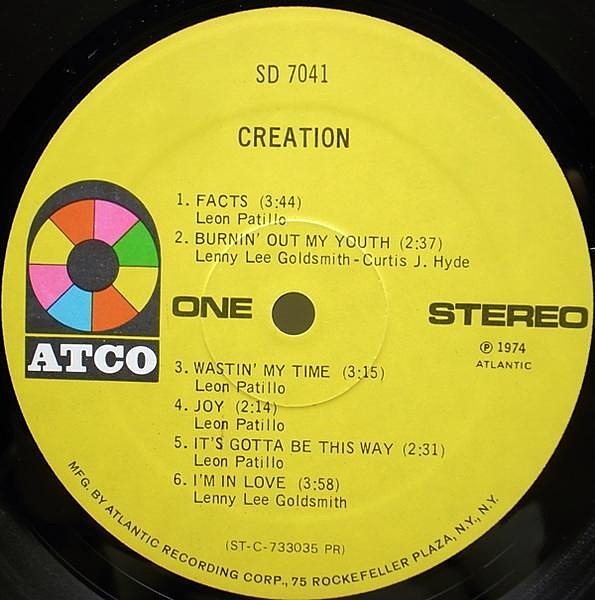 SD 7041
CREATION
1. FACTS (3:44)
Leon Patillo
2. BURNIN' OUT MY YOUTH (2:37)
Lenny Lee Goldsmith-Curtis J. Hyde
ONE
STEREO
ATCO
℗ 1974
ATLANTIC
3. WASTIN' MY TIME (3:15)
Leon Patillo
4. JOY (2:14)
Leon Patillo
5. IT'S GOTTA BE THIS WAY (2:31)
Leon Patillo
6. I'M IN LOVE (3:58)
Lenny Lee Goldsmith
(ST-C-733035 PR)
MFG. BY ATLANTIC RECORDING CORP., 75 ROCKEFELLER PLAZA, N.Y., N.Y.